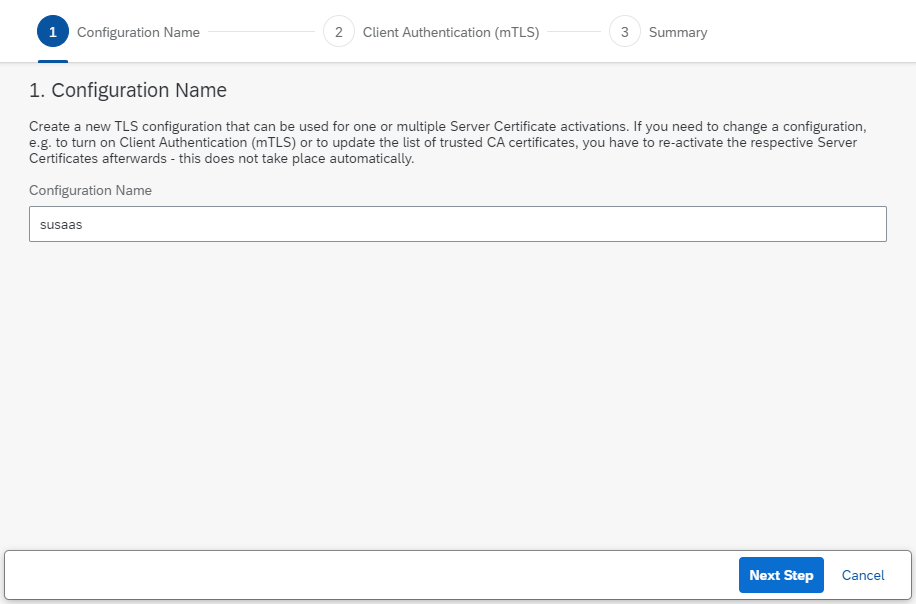 1 Configuration Name 2 Client Authentication (mTLS) 3 Summary
1. Configuration Name
Create a new TLS configuration that can be used for one or multiple Server Certificate activations. If you need to change a configuration,
e.g. to turn on Client Authentication (mTLS) or to update the list of trusted CA certificates, you have to re-activate the respective Server
Certificates afterwards - this does not take place automatically.
Configuration Name
susaas
Next Step Cancel